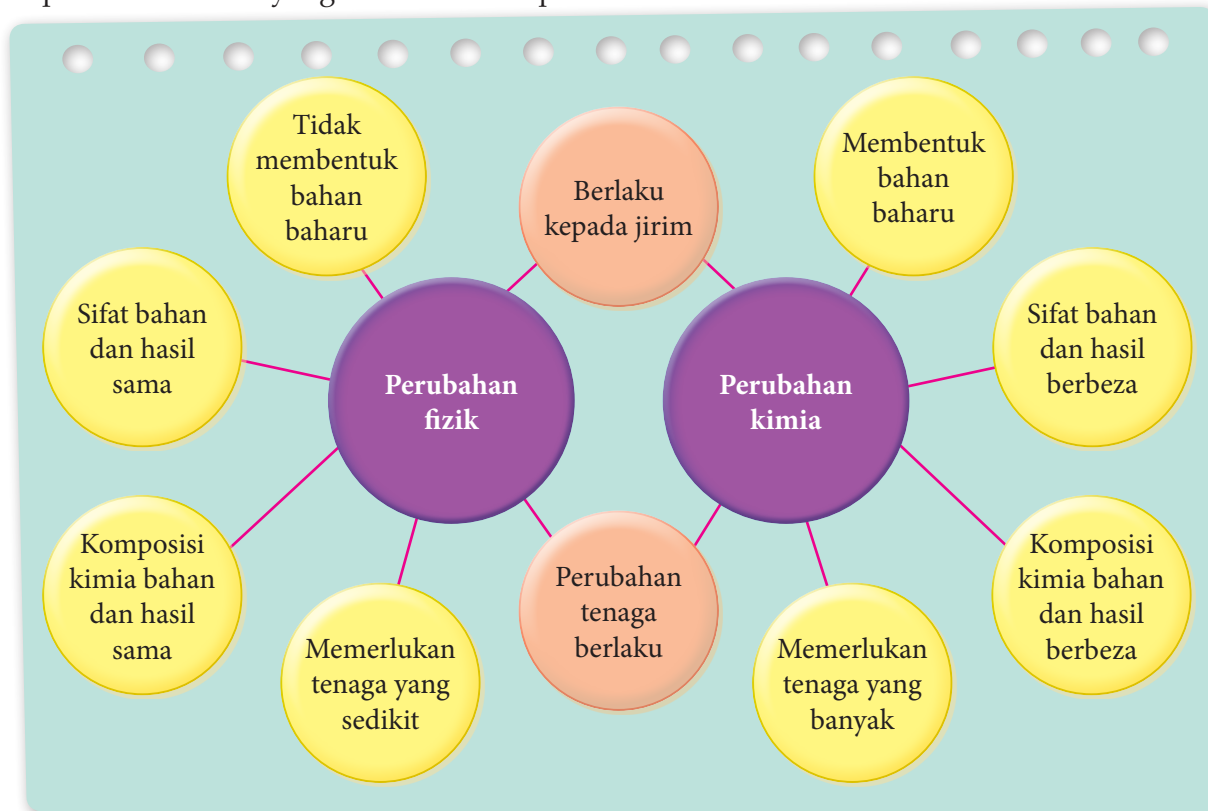 Tidak
membentuk
bahan
baharu
Berlaku
kepada jirim
Membentuk
bahan
baharu
Sifat bahan
dan hasil
sama
Perubahan
fizik
Perubahan
kimia
Sifat bahan
dan hasil
berbeza
Komposisi
kimia bahan
dan hasil
sama
Memerlukan
tenaga yang
sedikit
Perubahan
tenaga
berlaku
Memerlukan
tenaga yang
banyak
Komposisi
kimia bahan
dan hasil
berbeza